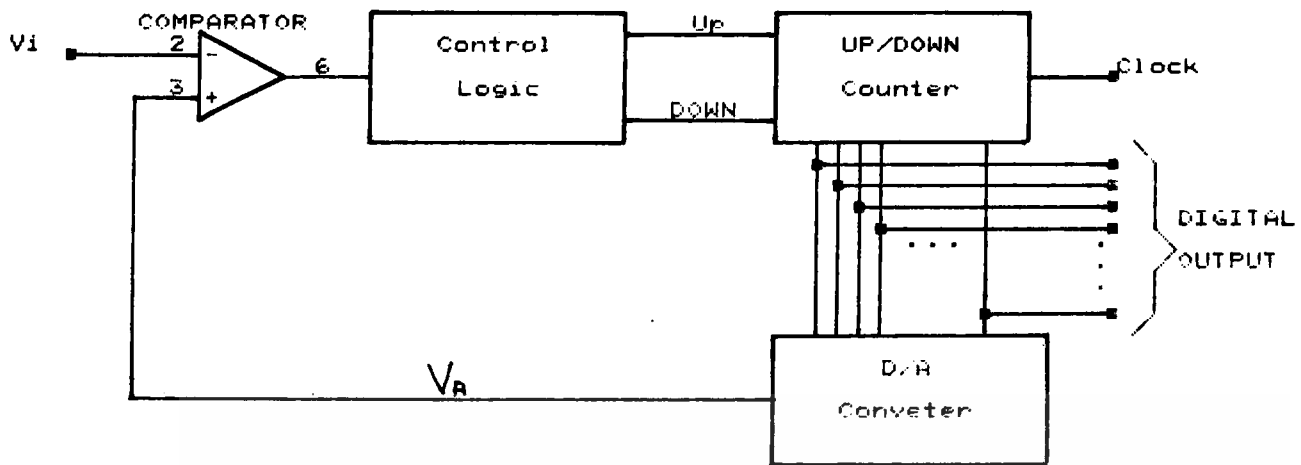 COMPARATOR
Vi
2
-
3
+
6
Control
Logic
Up
DOWN
UP/DOWN
Counter
Clock
. . .
DIGITAL
OUTPUT
VA
D/A
Conveter